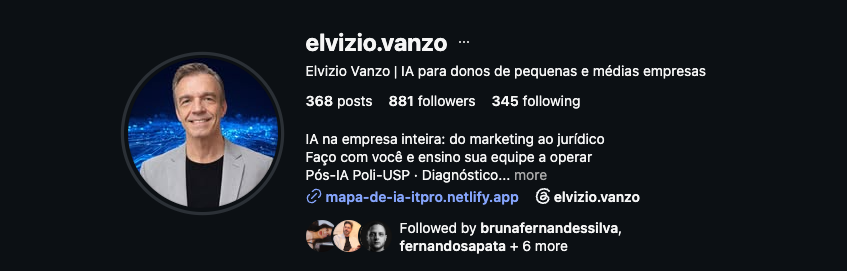 elvizio.vanzo ...
Elvizio Vanzo | IA para donos de pequenas e médias empresas
368 posts 881 followers 345 following
IA na empresa inteira: do marketing ao jurídico
Faço com você e ensino sua equipe a operar
Pós-IA Poli-USP · Diagnóstico... more
mapa-de-ia-itpro.netlify.app elvizio.vanzo
Followed by brunafernandessilva,
fernandosapata + 6 more